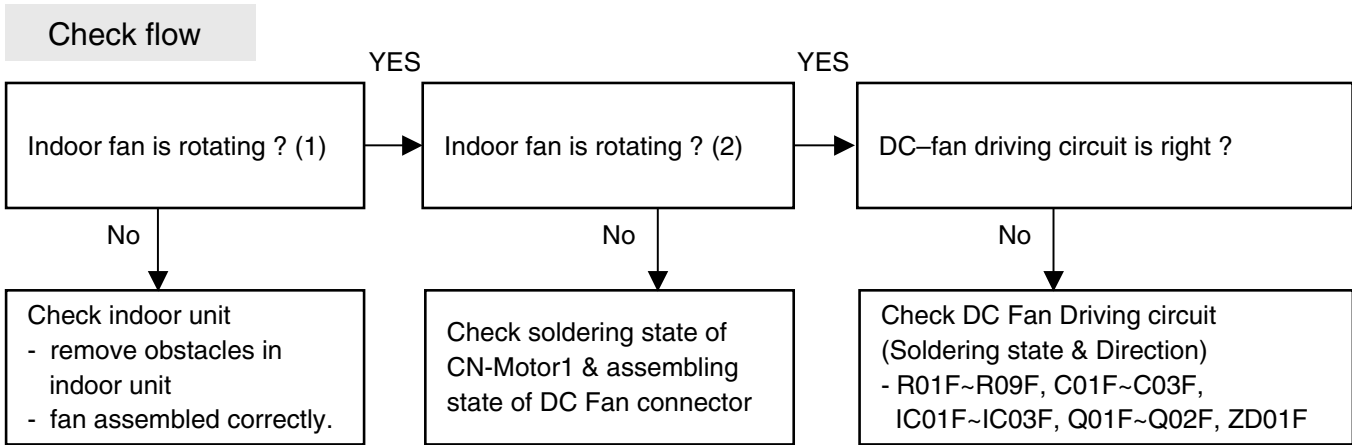 Check flow
YES
YES
Indoor fan is rotating ? (1)
Indoor fan is rotating ? (2)
DC–fan driving circuit is right ?
No
No
No
Check indoor unit
- remove obstacles in
indoor unit
- fan assembled correctly.
Check soldering state of
CN-Motor1 & assembling
state of DC Fan connector
Check DC Fan Driving circuit
(Soldering state & Direction)
- R01F~R09F, C01F~C03F,
IC01F~IC03F, Q01F~Q02F, ZD01F